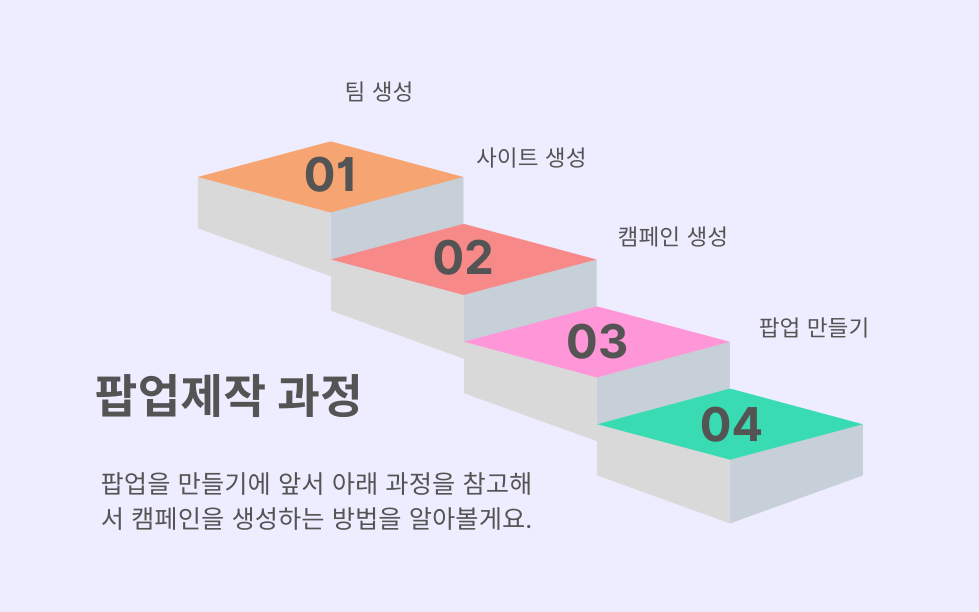 팀 생성
01
사이트 생성
02
캠페인 생성
03
팝업 만들기
04
팝업제작 과정
팝업을 만들기에 앞서 아래 과정을 참고해
서 캠페인을 생성하는 방법을 알아볼게요.